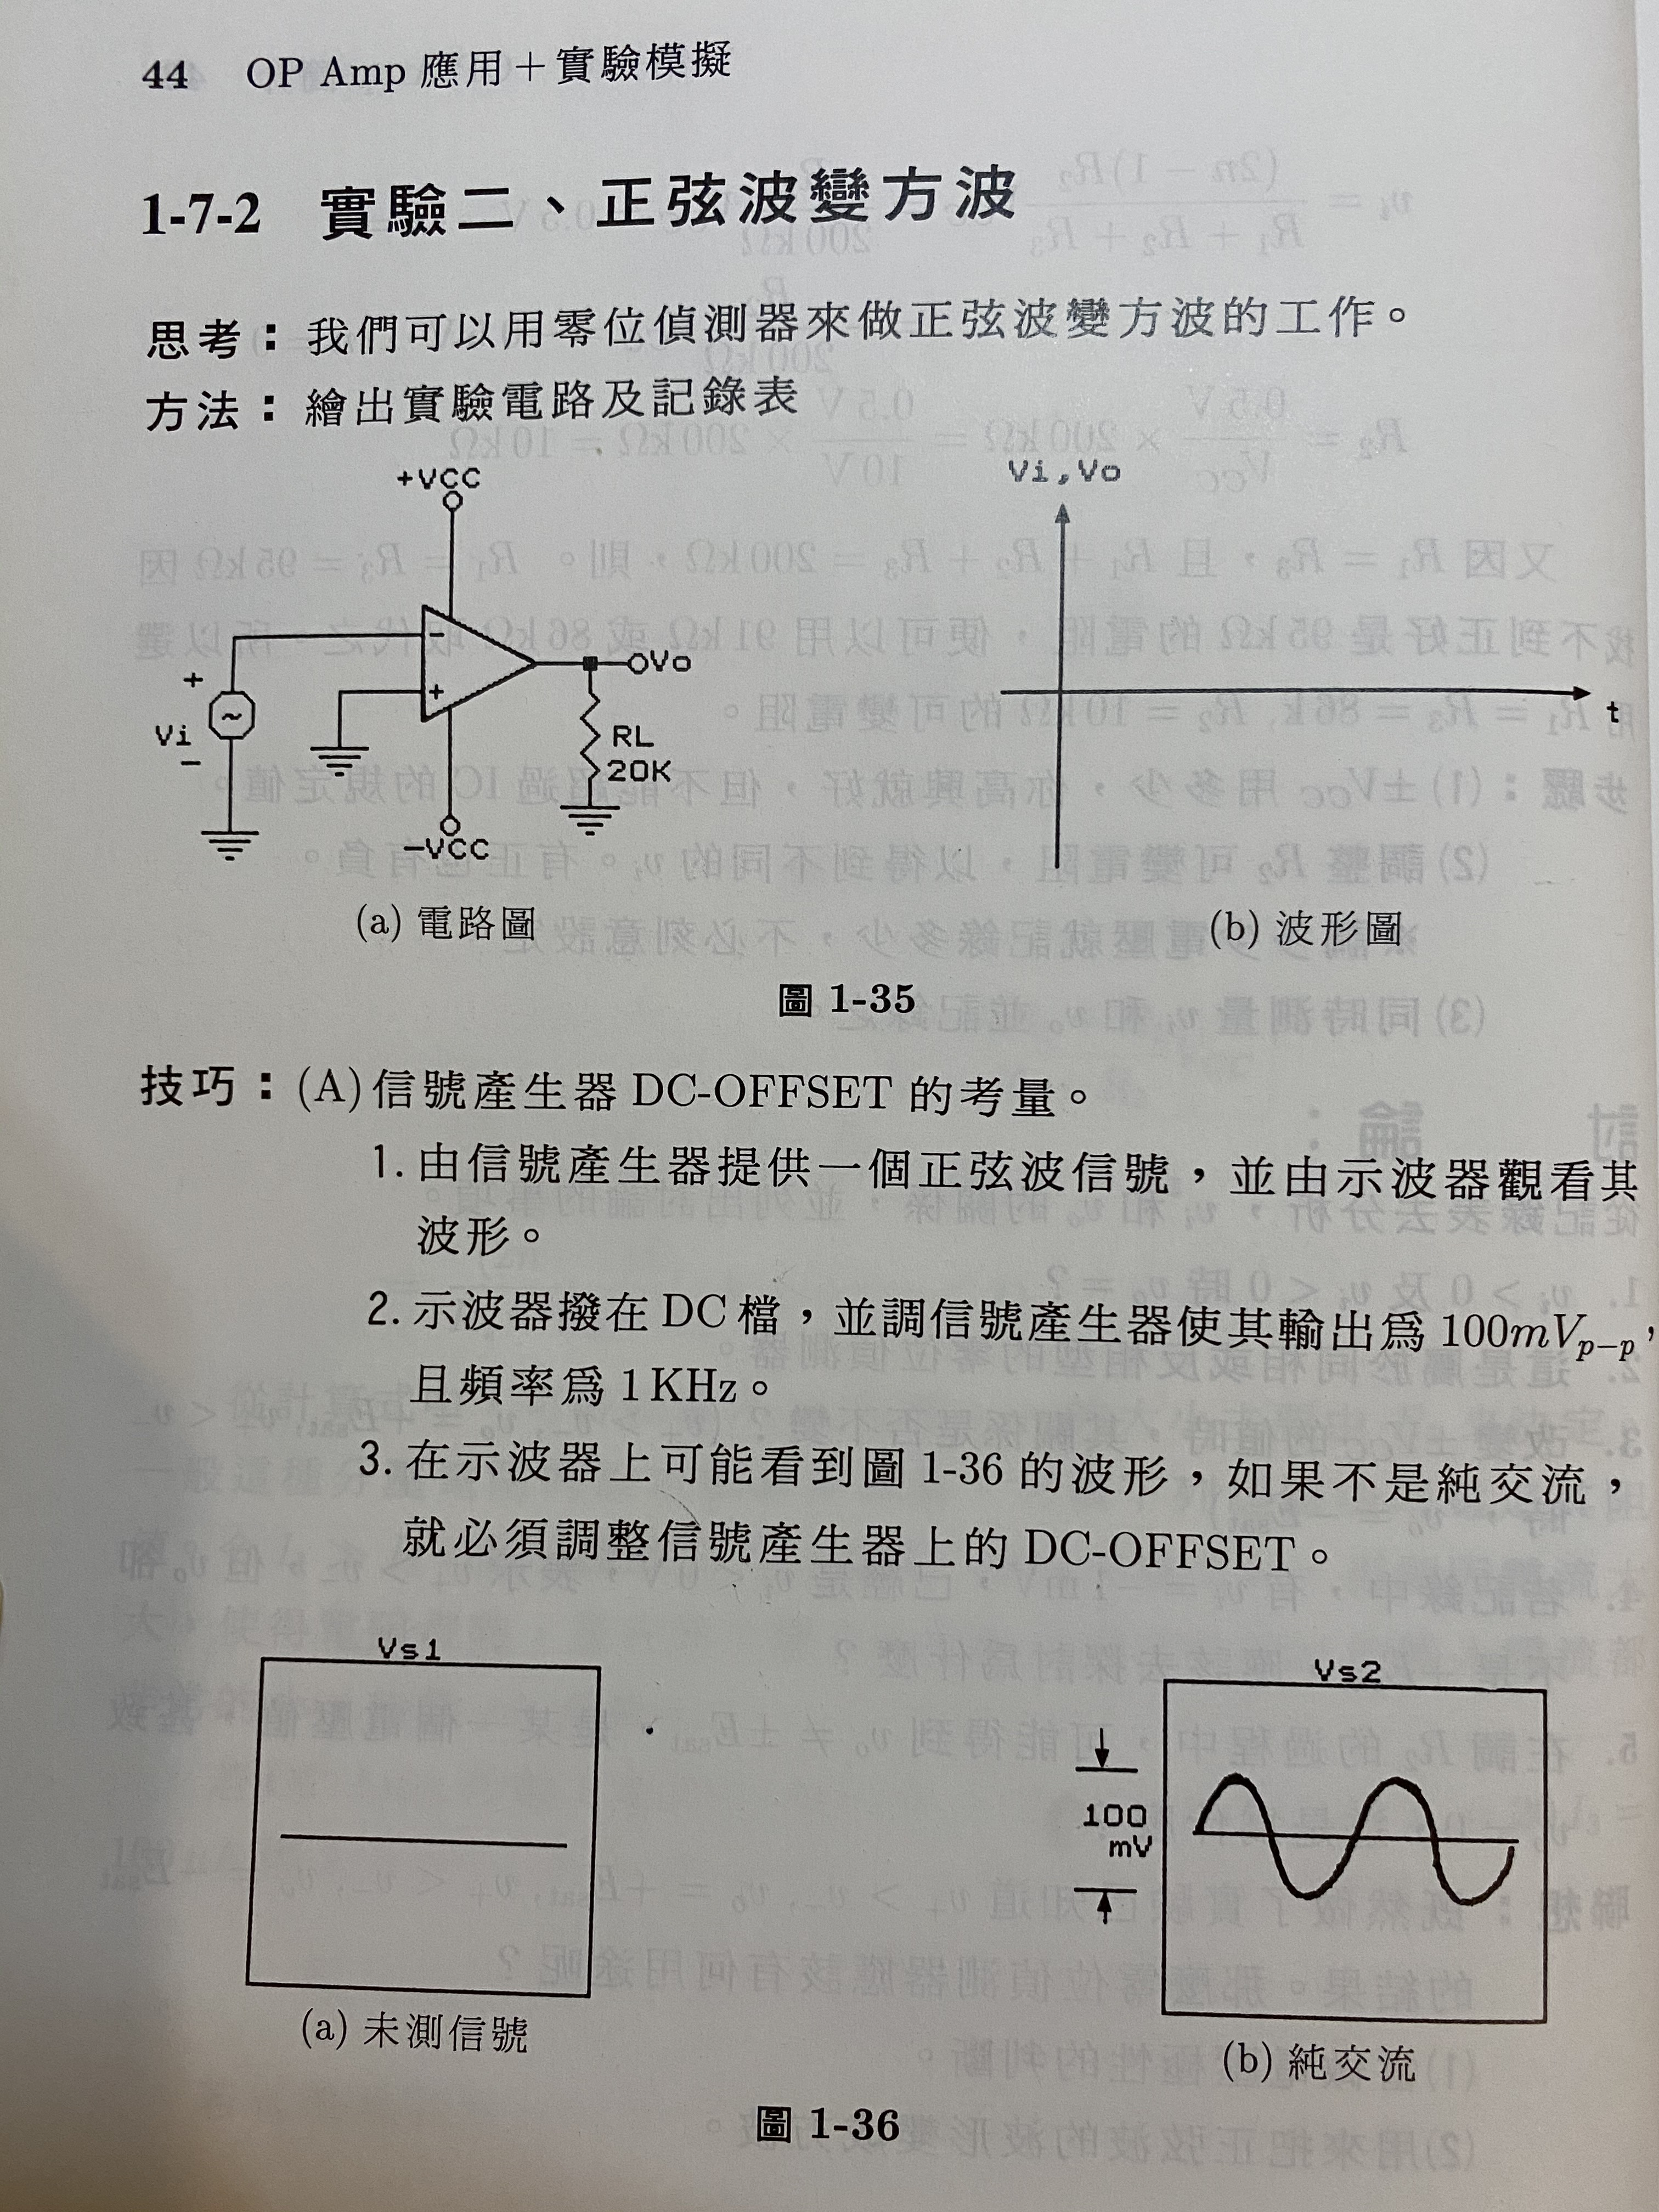 44 OP Amp 應用＋實驗模擬
1-7-2 實驗二、正弦波變方波
思考：我們可以用零位偵測器來做正弦波變方波的工作。
方法：繪出實驗電路及記錄表
+VCC
−
+
+
Vi
−
~
Vo
RL
20K
−VCC
(a) 電路圖
Vi,Vo
t
(b) 波形圖
圖 1-35
技巧：(A) 信號產生器 DC-OFFSET 的考量。
1. 由信號產生器提供一個正弦波信號，並由示波器觀看其
波形。
2. 示波器撥在 DC 檔，並調信號產生器使其輸出爲 100mVp−p，
且頻率爲 1 KHz。
3. 在示波器上可能看到圖 1-36 的波形，如果不是純交流，
就必須調整信號產生器上的 DC-OFFSET。
Vs1
(a) 未測信號
Vs2
100
mV
(b) 純交流
圖 1-36